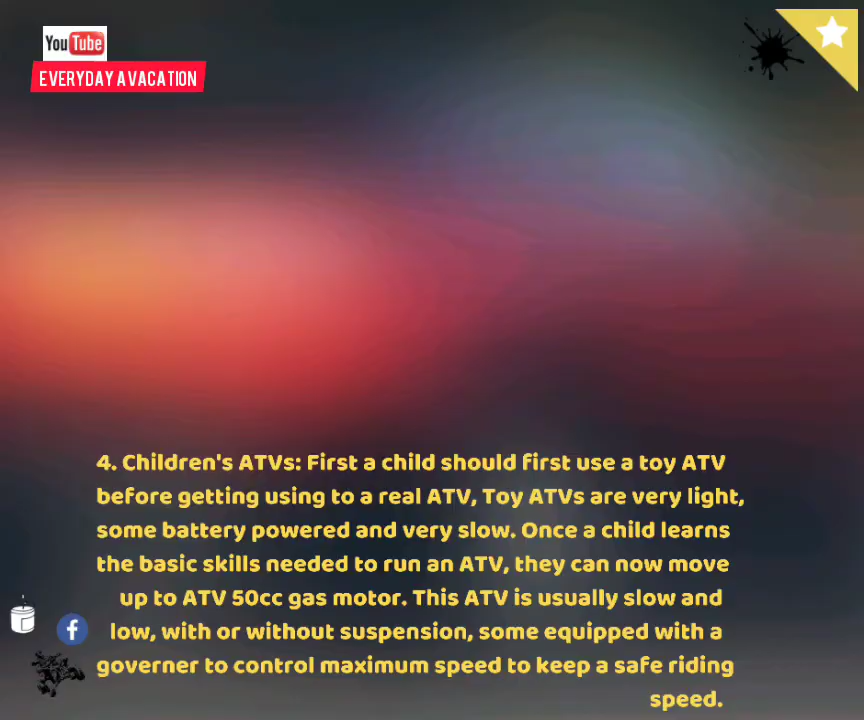 YouTube
EVERYDAY A VACATION
4. Children's ATVs: First a child should first use a toy ATV
before getting using to a real ATV, Toy ATVs are very light,
some battery powered and very slow. Once a child learns
the basic skills needed to run an ATV, they can now move
up to ATV 50cc gas motor. This ATV is usually slow and
low, with or without suspension, some equipped with a
governer to control maximum speed to keep a safe riding
speed.